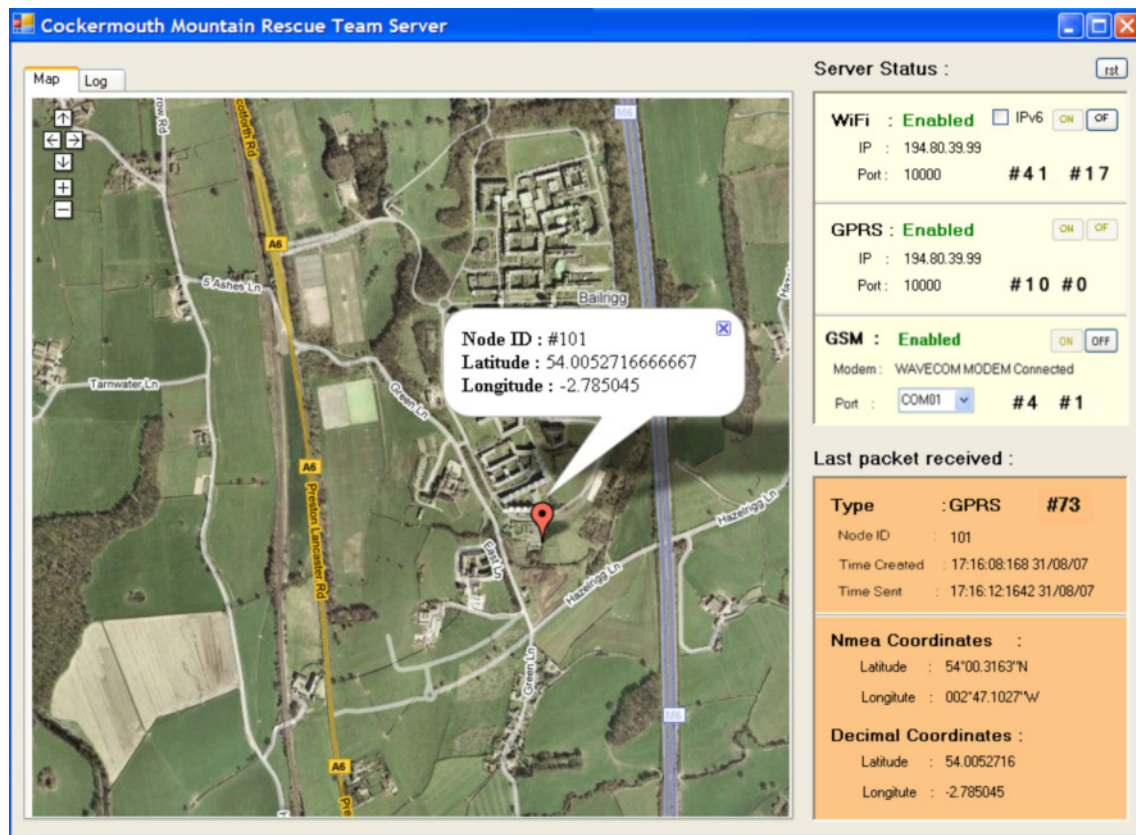 Cockermouth Mountain Rescue Team Server
Map
Log
Server Status :
rst
WiFi : Enabled
IPv6
ON
OF
IP : 194.80.39.99
Port : 10000
#41 #17
GPRS : Enabled
ON
OF
IP : 194.80.39.99
Port : 10000
#10 #0
GSM : Enabled
ON
OFF
Modem : WAVECOM MODEM Connected
Port : COM01
#4 #1
Last packet received :
Type : GPRS #73
Node ID : 101
Time Created : 17:16:08:168 31/08/07
Time Sent : 17:16:12:1642 31/08/07
Nmea Coordinates :
Latitude : 54°00.3163''N
Longitute : 002°47.1027''W
Decimal Coordinates :
Latitude : 54.0052716
Longitute : -2.785045
M6
A6
5 Ashes Ln
Bailrigg
Node ID : #101
Latitude : 54.0052716666667
Longitude : -2.785045
Tarnwater Ln
Green Ln
A6
Preston Lancaster Rd
Hazelrigg Ln
East Ln
Hazelrigg Ln
Green Ln
M6
A6